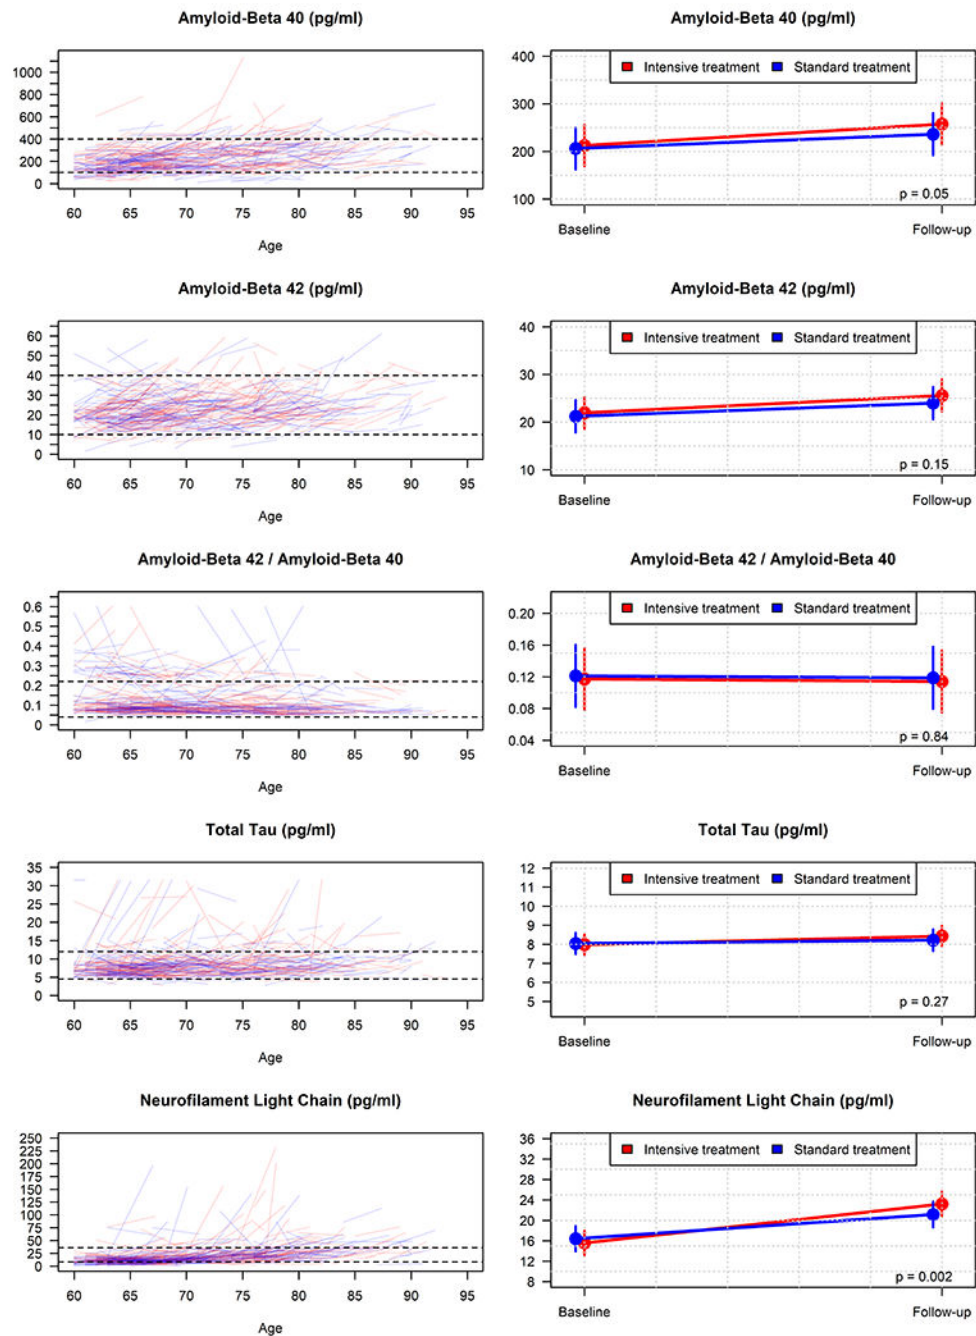 Amyloid-Beta 40 (pg/ml)
1000
800
600
400
200
0
60 65 70 75 80 85 90 95
Age
Amyloid-Beta 40 (pg/ml)
Intensive treatment Standard treatment
400
300
200
100
p = 0.05
Baseline Follow-up
Amyloid-Beta 42 (pg/ml)
60
50
40
30
20
10
0
60 65 70 75 80 85 90 95
Age
Amyloid-Beta 42 (pg/ml)
Intensive treatment Standard treatment
40
30
20
10
p = 0.15
Baseline Follow-up
Amyloid-Beta 42 / Amyloid-Beta 40
0.6
0.5
0.4
0.3
0.2
0.1
0
60 65 70 75 80 85 90 95
Age
Amyloid-Beta 42 / Amyloid-Beta 40
Intensive treatment Standard treatment
0.20
0.16
0.12
0.08
0.04
p = 0.84
Baseline Follow-up
Total Tau (pg/ml)
35
30
25
20
15
10
5
0
60 65 70 75 80 85 90 95
Age
Total Tau (pg/ml)
Intensive treatment Standard treatment
12
11
10
9
8
7
6
5
p = 0.27
Baseline Follow-up
Neurofilament Light Chain (pg/ml)
250
225
200
175
150
125
100
75
50
25
0
60 65 70 75 80 85 90 95
Age
Neurofilament Light Chain (pg/ml)
Intensive treatment Standard treatment
36
32
28
24
20
16
12
8
p = 0.002
Baseline Follow-up